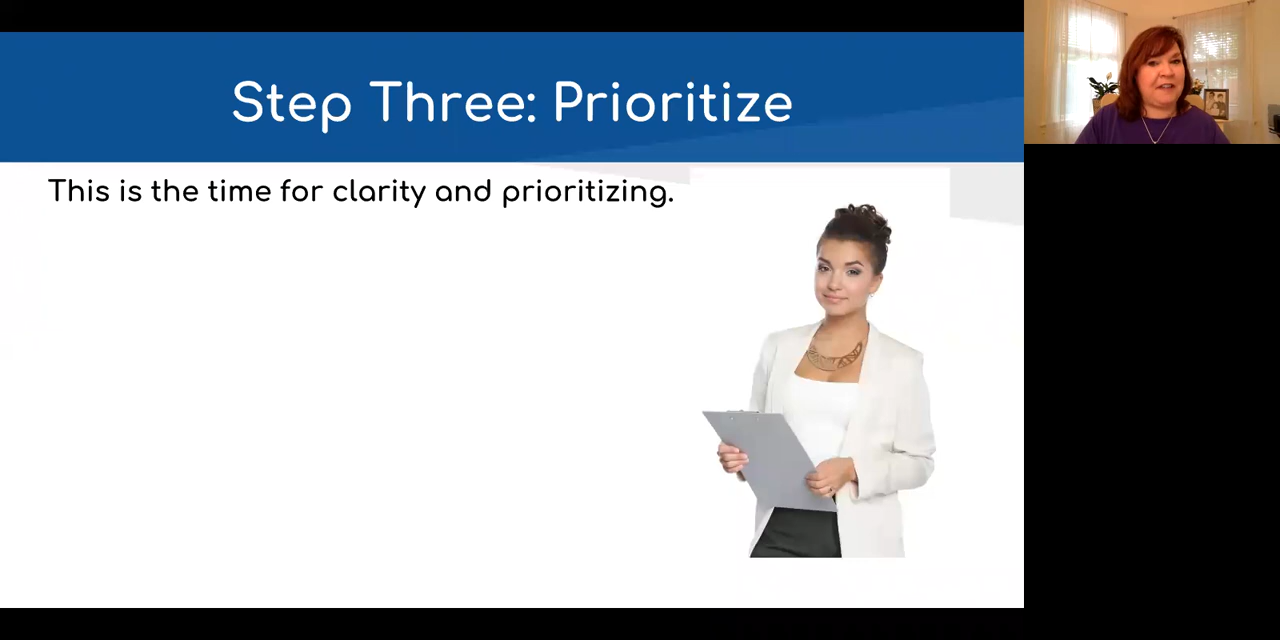 Step Three: Prioritize
This is the time for clarity and prioritizing.